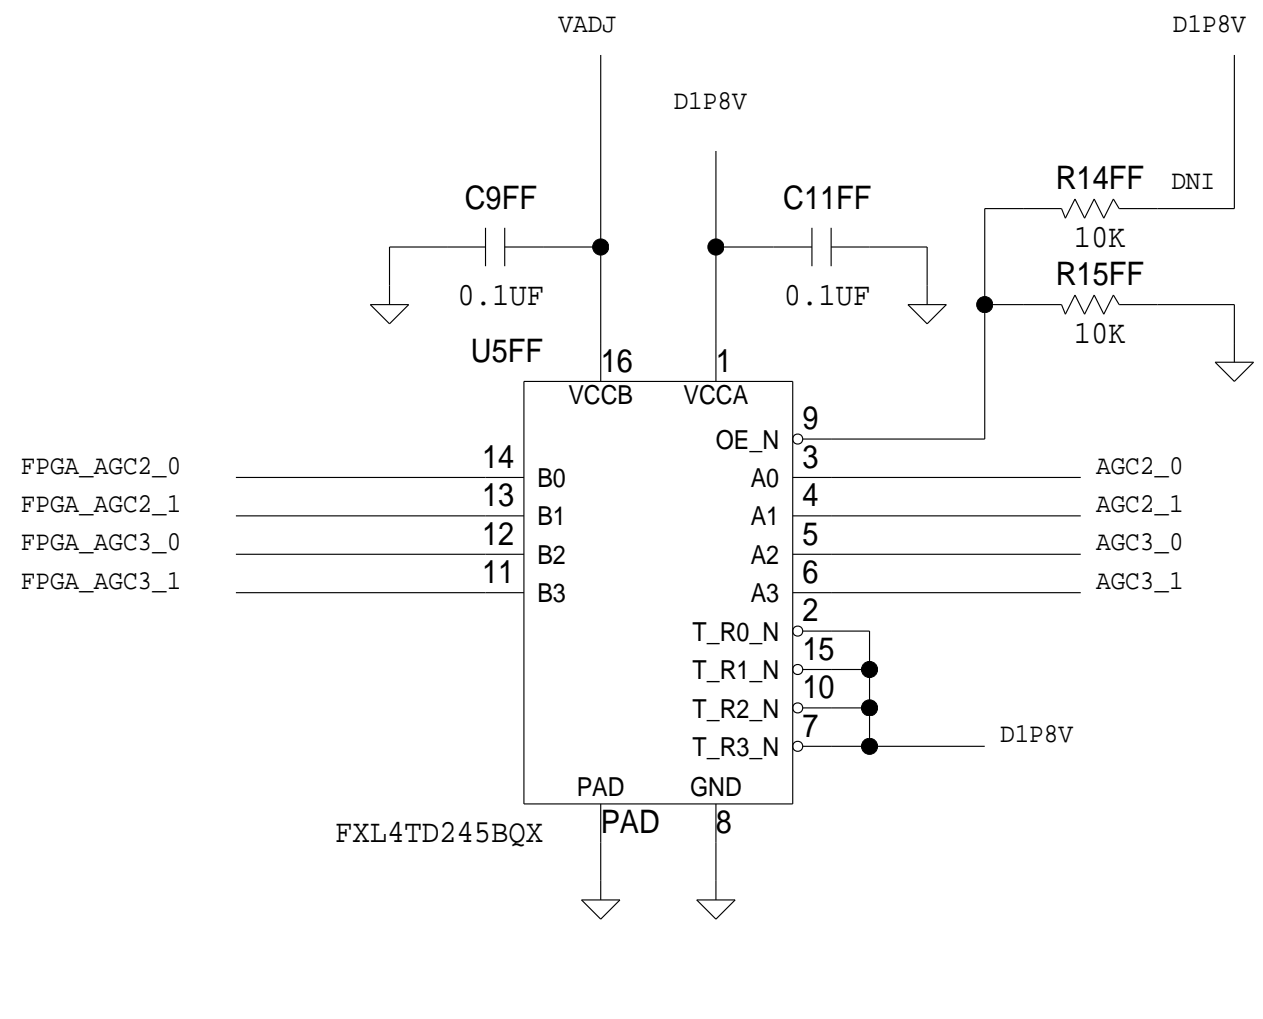 VADJ
D1P8V
D1P8V
R14FF
DNI
C9FF
C11FF
10K
R15FF
0.1UF
0.1UF
10K
U5FF
16
1
VCCB
VCCA
9
OE_N
FPGA_AGC2_0
14
B0
A0
3
AGC2_0
FPGA_AGC2_1
13
B1
A1
4
AGC2_1
FPGA_AGC3_0
12
B2
A2
5
AGC3_0
FPGA_AGC3_1
11
B3
A3
6
AGC3_1
2
T_R0_N
15
T_R1_N
10
T_R2_N
7
T_R3_N
D1P8V
PAD
GND
FXL4TD245BQX
PAD
8